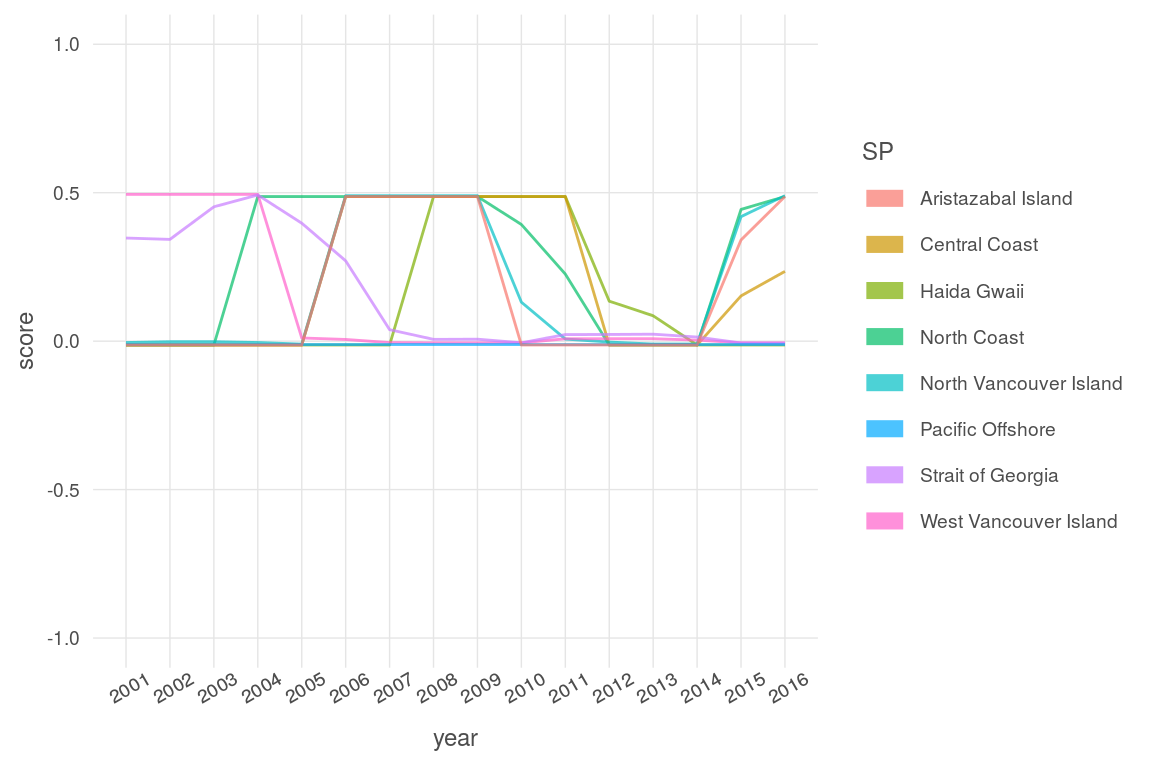 1.0
0.5
0.0
-0.5
-1.0
score
2001 2002 2003 2004 2005 2006 2007 2008 2009 2010 2011 2012 2013 2014 2015 2016
year
SP
Aristazabal Island
Central Coast
Haida Gwaii
North Coast
North Vancouver Island
Pacific Offshore
Strait of Georgia
West Vancouver Island